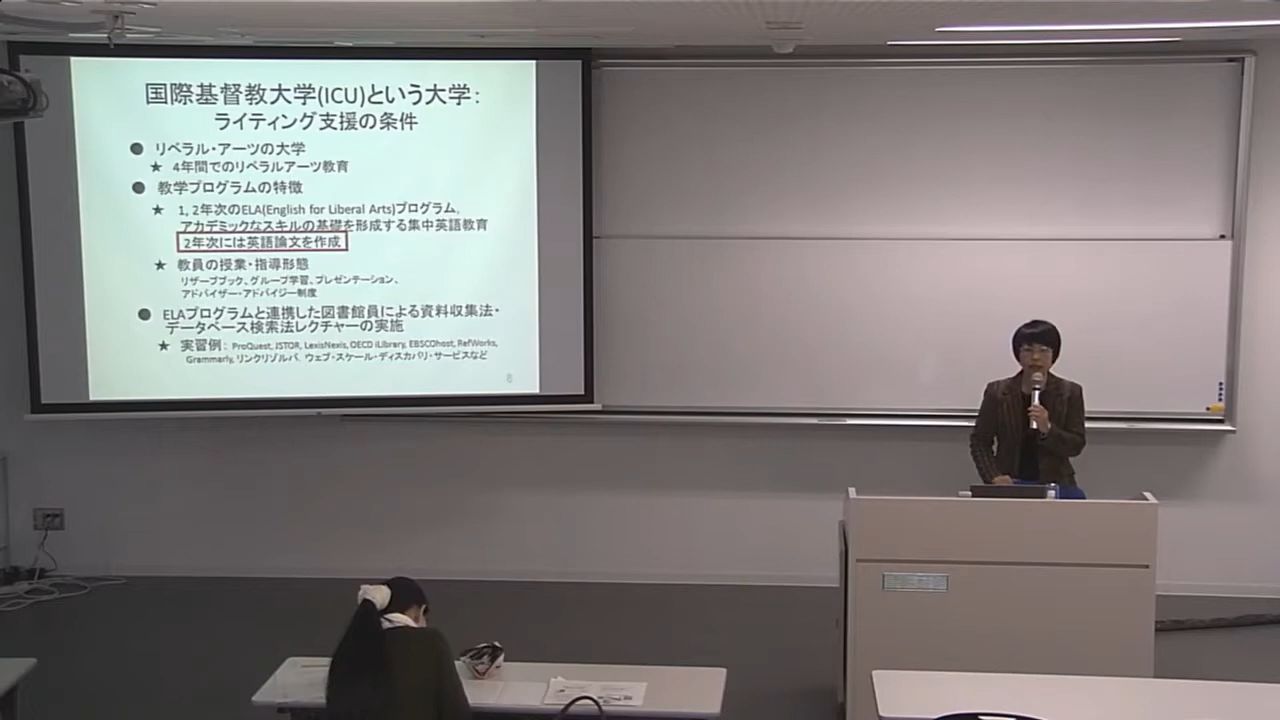 国際基督教大学(ICU)という大学：
ライティング支援の条件
● リベラル・アーツの大学
★ 4年間でのリベラルアーツ教育
● 教学プログラムの特徴
★ 1, 2年次のELA(English for Liberal Arts)プログラム,
アカデミックなスキルの基礎を形成する集中英語教育
2年次には英語論文を作成
★ 教員の授業・指導形態
リザーブブック、グループ学習、プレゼンテーション、
アドバイザー・アドバイジー制度
● ELAプログラムと連携した図書館員による資料収集法・
データベース検索法レクチャーの実施
★ 実習例： ProQuest, JSTOR, LexisNexis, OECD iLibrary, EBSCOhost, RefWorks,
Grammarly, リンクリゾルバ、ウェブ・スケール・ディスカバリ・サービスなど
8